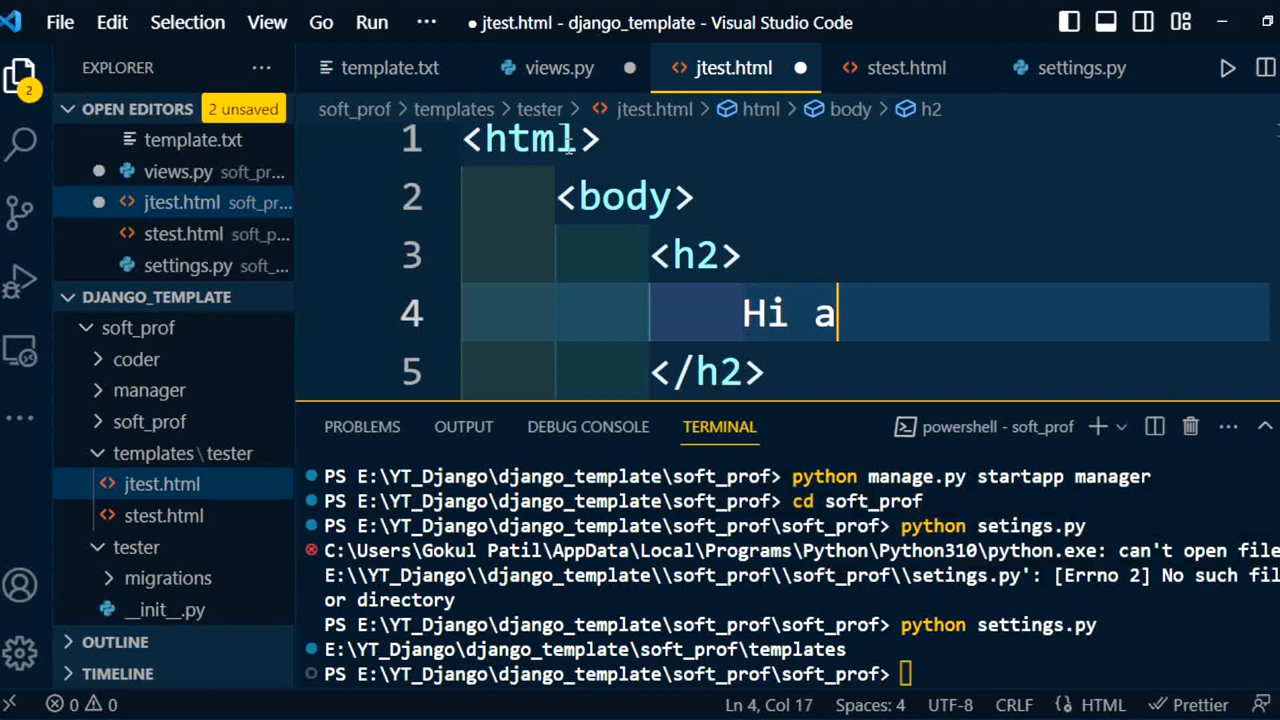 File Edit Selection View Go Run ··· ● jtest.html - django_template - Visual Studio Code
EXPLORER ···
template.txt views.py jtest.html stest.html settings.py
2
OPEN EDITORS 2 unsaved
soft_prof > templates > tester > jtest.html > html > body > h2
template.txt
views.py soft_pr...
jtest.html soft_pr...
stest.html soft_p...
settings.py soft_...
1 <html>
2 <body>
3 <h2>
4 Hi a
5 </h2>
DJANGO_TEMPLATE
soft_prof
coder
manager
soft_prof
templates\tester
jtest.html
stest.html
tester
migrations
__init__.py
OUTLINE
TIMELINE
PROBLEMS OUTPUT DEBUG CONSOLE TERMINAL powershell - soft_prof
PS E:\YT_Django\django_template\soft_prof> python manage.py startapp manager
PS E:\YT_Django\django_template\soft_prof> cd soft_prof
PS E:\YT_Django\django_template\soft_prof\soft_prof> python setings.py
C:\Users\Gokul Patil\AppData\Local\Programs\Python\Python310\python.exe: can't open file
E:\\YT_Django\\django_template\\soft_prof\\soft_prof\\setings.py': [Errno 2] No such fil
or directory
PS E:\YT_Django\django_template\soft_prof\soft_prof> python settings.py
E:\YT_Django\django_template\soft_prof\templates
PS E:\YT_Django\django_template\soft_prof\soft_prof>
0 0 Ln 4, Col 17 Spaces: 4 UTF-8 CRLF HTML Prettier